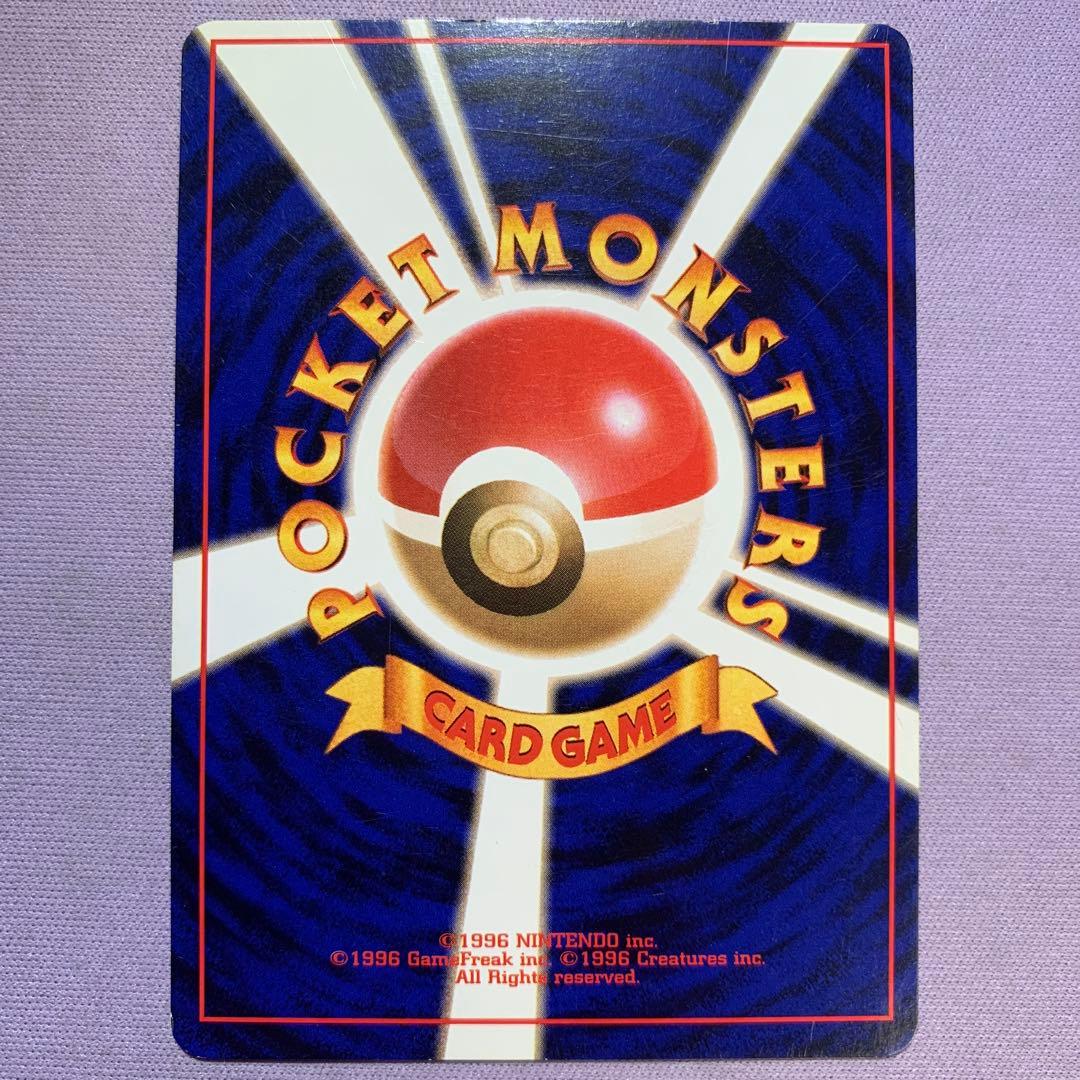 POCKET MONSTERS
CARD GAME
©1996 NINTENDO inc.
©1996 GameFreak inc. ©1996 Creatures inc.
All Rights reserved.